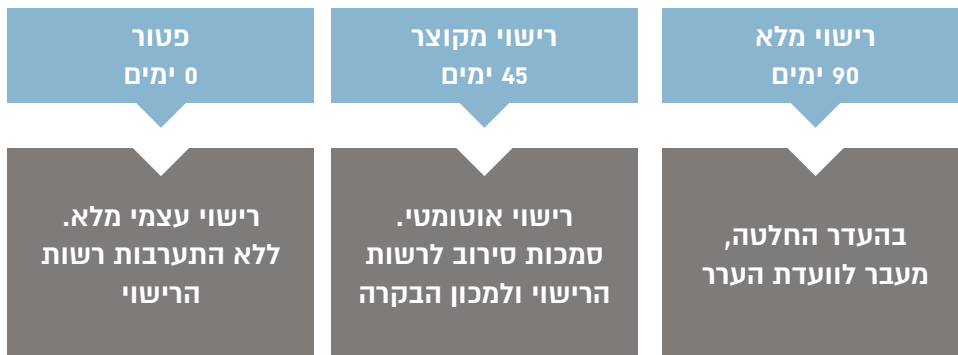 רישוי מלא
90 ימים
בהעדר החלטה,
מעבר לוועדת הערר
רישוי מקוצר
45 ימים
רישוי אוטומטי.
סמכות סירוב לרשות
הרישוי ולמכון הבקרה
פטור
0 ימים
רישוי עצמי מלא.
ללא התערבות רשות
הרישוי